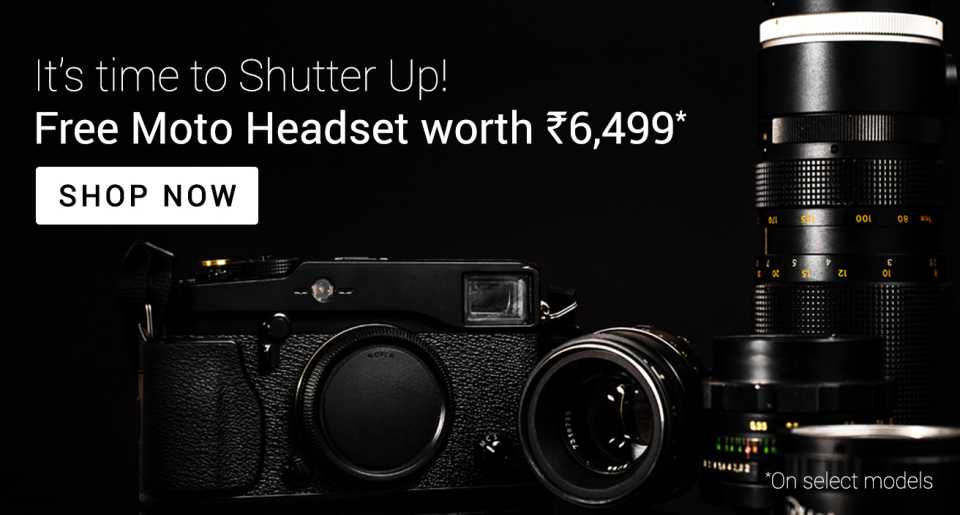 It's time to Shutter Up!
Free Moto Headset worth ₹6,499*
SHOP NOW
*On select models